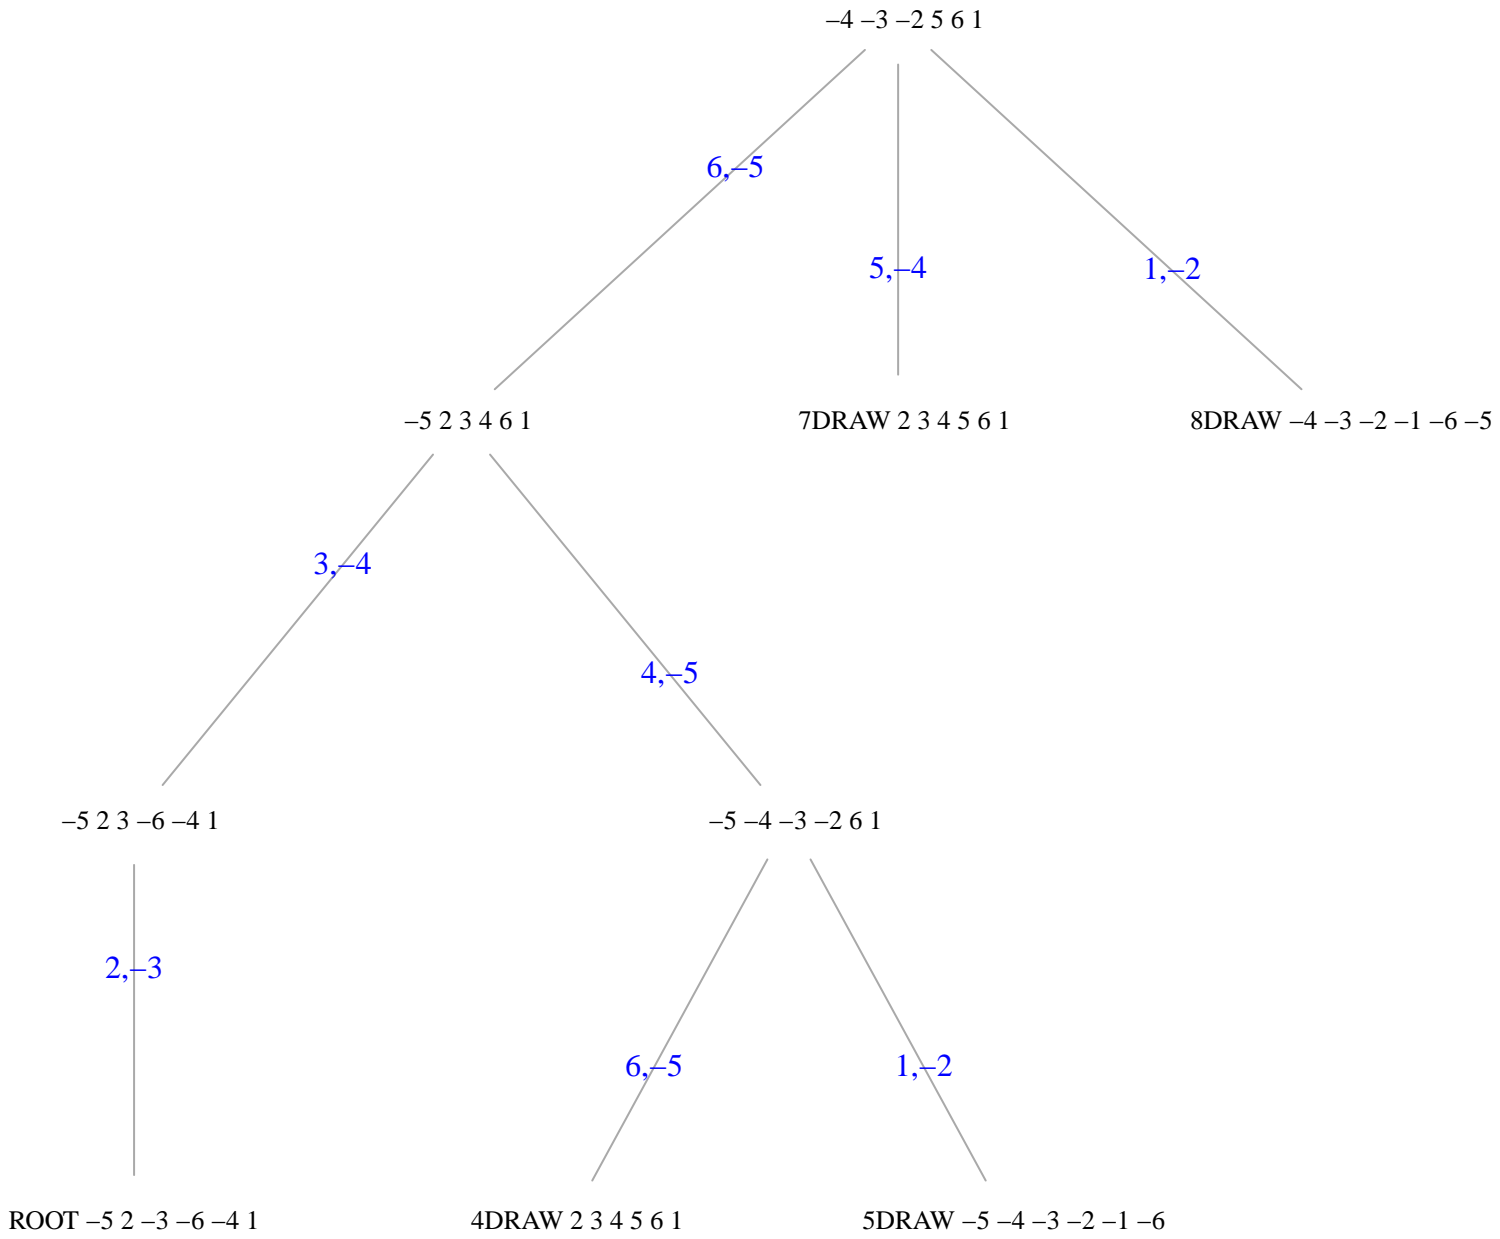 –4 –3 –2 5 6 1
6,–5
5,–4
1,–2
–5 2 3 4 6 1
7DRAW 2 3 4 5 6 1
8DRAW –4 –3 –2 –1 –6 –5
3,–4
4,–5
–5 2 3 –6 –4 1
–5 –4 –3 –2 6 1
2,–3
6,–5
1,–2
ROOT –5 2 –3 –6 –4 1
4DRAW 2 3 4 5 6 1
5DRAW –5 –4 –3 –2 –1 –6